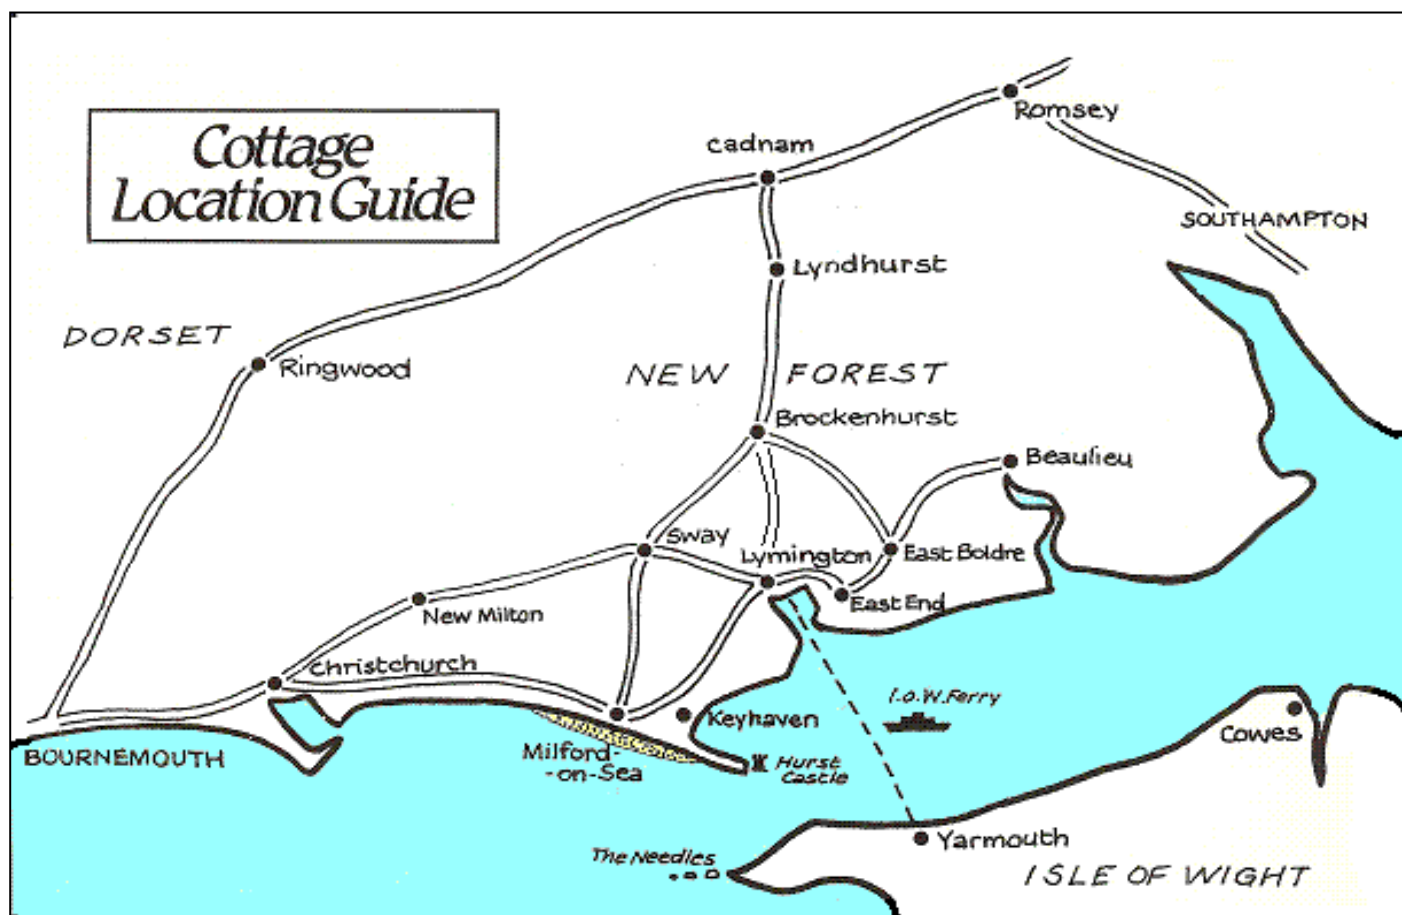 Cottage
Location Guide
Romsey
Cadnam
SOUTHAMPTON
Lyndhurst
DORSET
Ringwood
NEW FOREST
Brockenhurst
Beaulieu
Sway
Lymington
East Boldre
East End
New Milton
Christchurch
I.o.W.Ferry
Keyhaven
Cowes
BOURNEMOUTH
Milford-
-on-Sea
Hurst
Castle
Yarmouth
The Needles
ISLE OF WIGHT